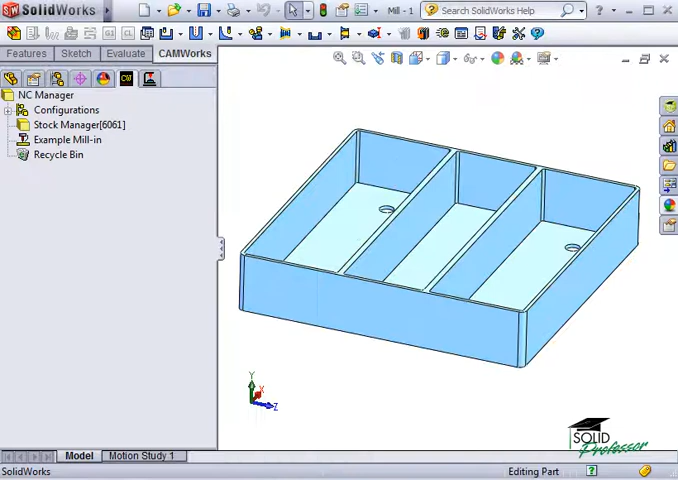 SW SolidWorks
Mill - 1
Search SolidWorks Help
Features Sketch Evaluate CAMWorks
NC Manager
Configurations
Stock Manager[6061]
Example Mill-in
Recycle Bin
Y
X
Z
SOLID
Professor
Model Motion Study 1
SolidWorks
Editing Part